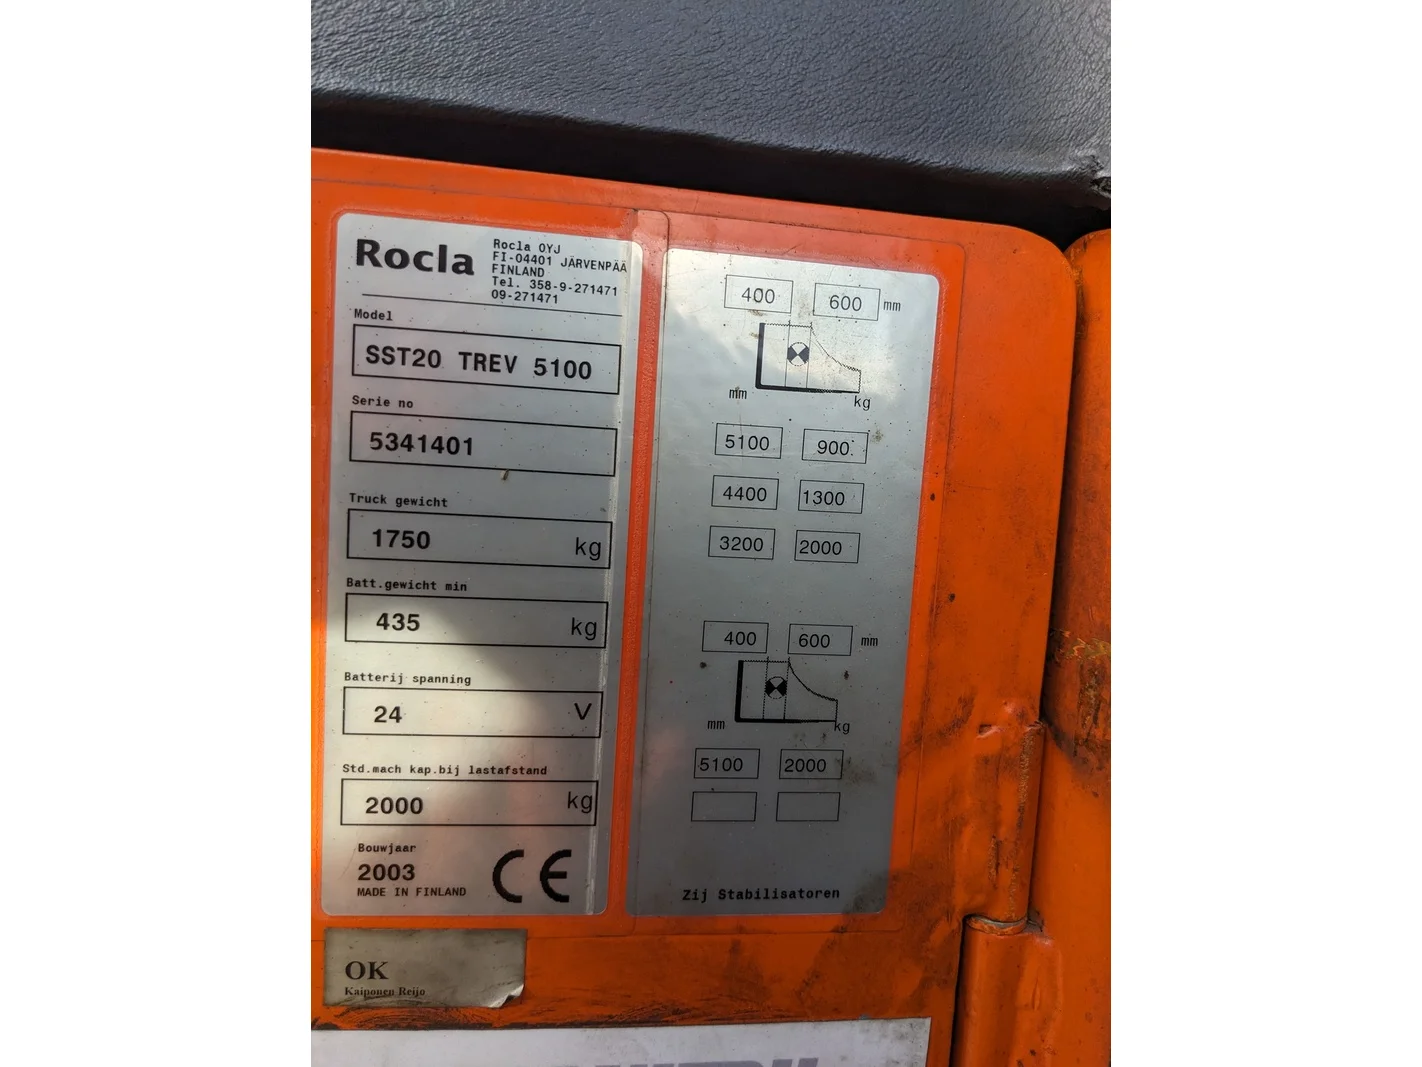 Rocla
Rocla OYJ
FI-04401 JÄRVENPÄÄ
FINLAND
Tel. 358-9-271471
09-271471
Model
SST20 TREV 5100
Serie no
5341401
Truck gewicht
1750 kg
Batt.gewicht min
435 kg
Batterij spanning
24 V
Std.mach kap.bij lastafstand
2000 kg
Bouwjaar
2003
MADE IN FINLAND
CE
OK
Kaiponen Reijo
400 600 mm
mm kg
5100 900
4400 1300
3200 2000
400 600 mm
mm kg
5100 2000
Zij Stabilisatoren